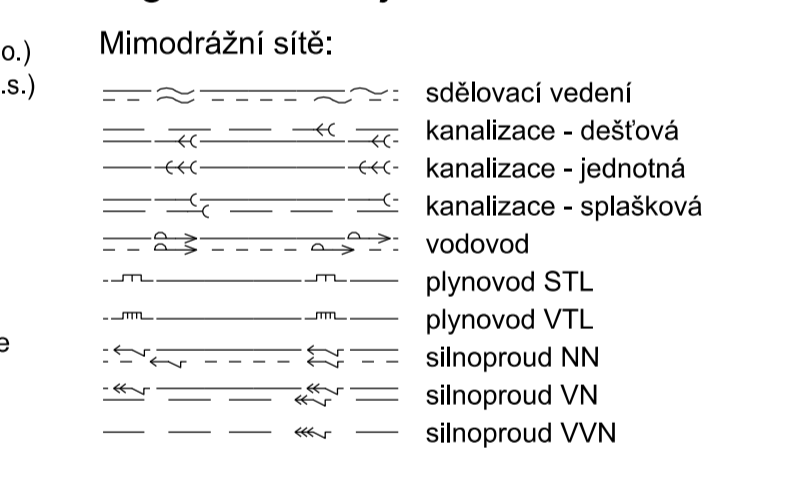 o.)
.s.)
Mimodrážní sítě:
sdělovací vedení
kanalizace - dešťová
kanalizace - jednotná
kanalizace - splašková
vodovod
plynovod STL
plynovod VTL
e
silnoproud NN
silnoproud VN
silnoproud VVN